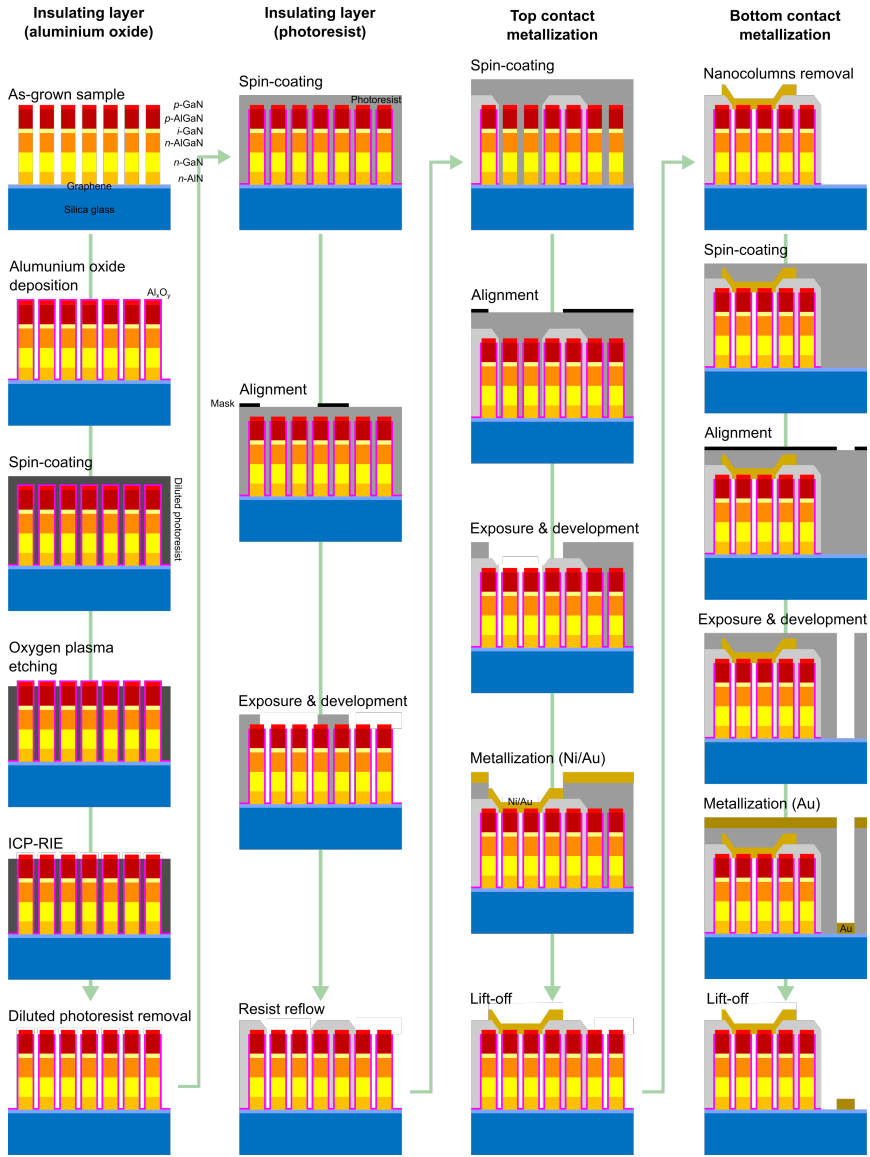 Insulating layer
(aluminium oxide)
As-grown sample
p-GaN
p-AlGaN
i-GaN
n-AlGaN
n-GaN
n-AlN
Graphene
Silica glass
Alumunium oxide
deposition
AlxOy
Spin-coating
Diluted photoresist
Oxygen plasma
etching
ICP-RIE
Diluted photoresist removal
Insulating layer
(photoresist)
Spin-coating
Photoresist
Alignment
Mask
Exposure & development
Resist reflow
Top contact
metallization
Spin-coating
Alignment
Exposure & development
Metallization (Ni/Au)
Ni/Au
Lift-off
Bottom contact
metallization
Nanocolumns removal
Spin-coating
Alignment
Exposure & development
Metallization (Au)
Au
Lift-off